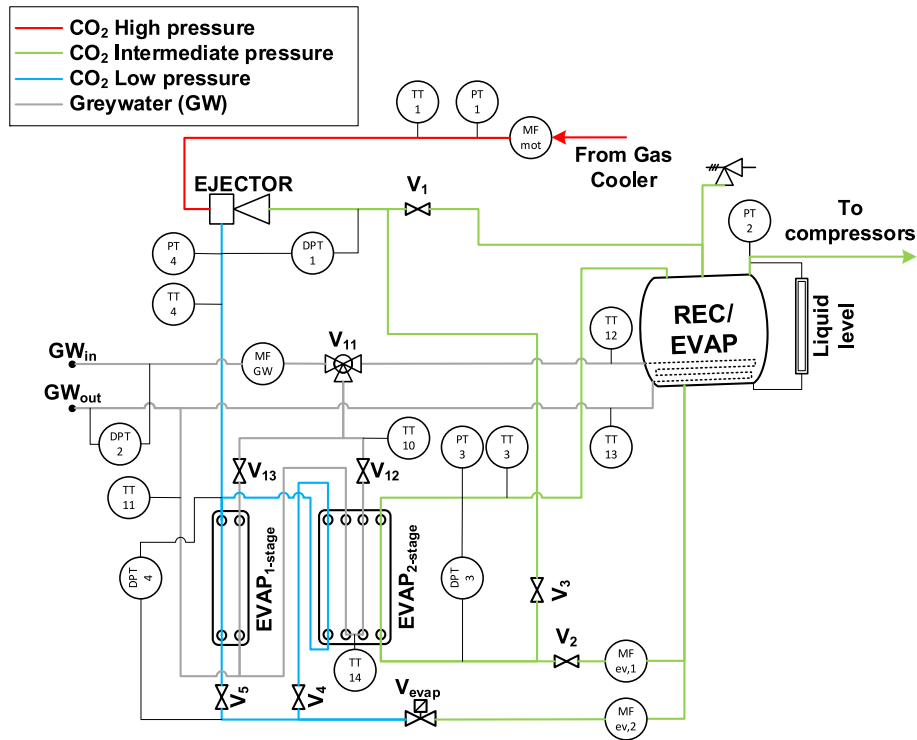 CO₂ High pressure
CO₂ Intermediate pressure
CO₂ Low pressure
Greywater (GW)
TT
1
PT
1
MF
mot
From Gas
Cooler
EJECTOR
V₁
PT
2
To
compressors
PT
4
DPT
1
TT
4
REC/
EVAP
Liquid
level
TT
12
GWin
MF
GW
V₁₁
GWout
DPT
2
TT
10
PT
3
TT
3
TT
13
V₁₃
V₁₂
TT
11
DPT
4
EVAP1-stage
EVAP2-stage
DPT
3
V₃
V₂
MF
ev,1
TT
14
V₅
V₄
Vevap
MF
ev,2